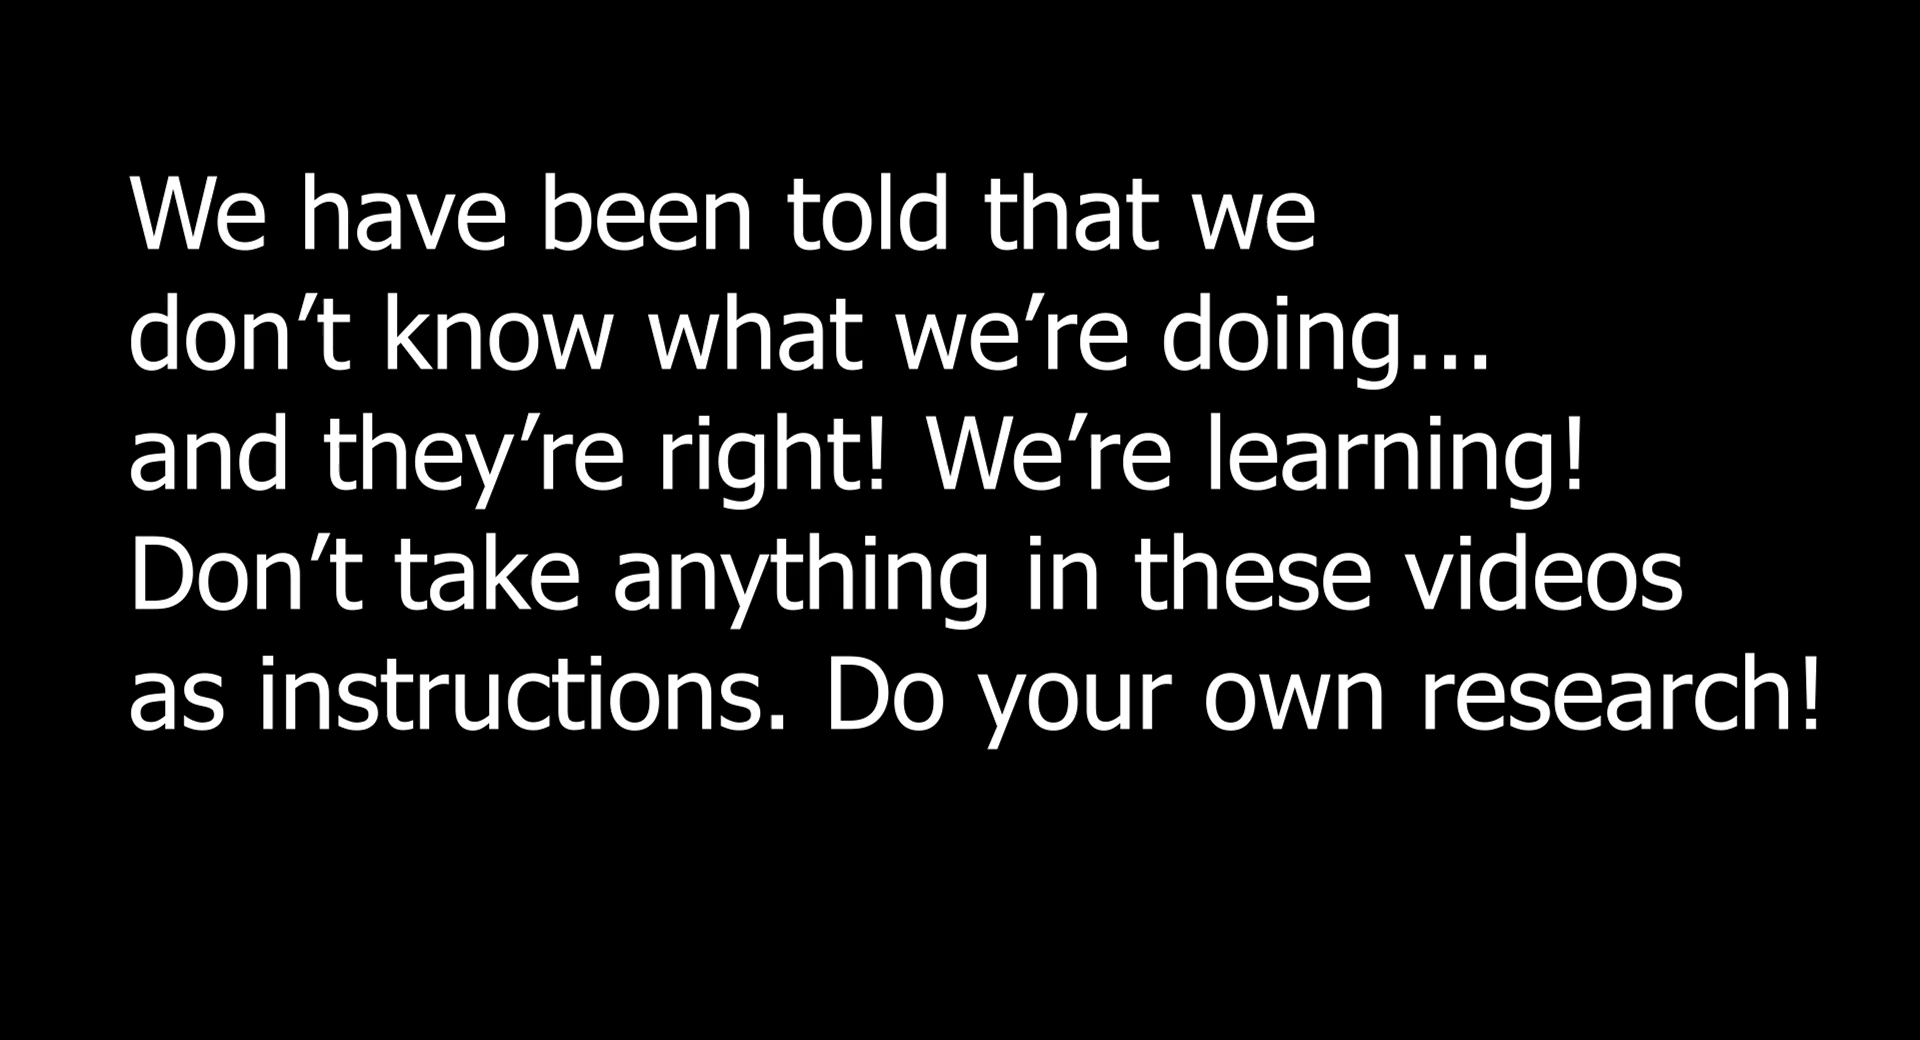 We have been told that we
don’t know what we’re doing...
and they’re right! We’re learning!
Don’t take anything in these videos
as instructions. Do your own research!